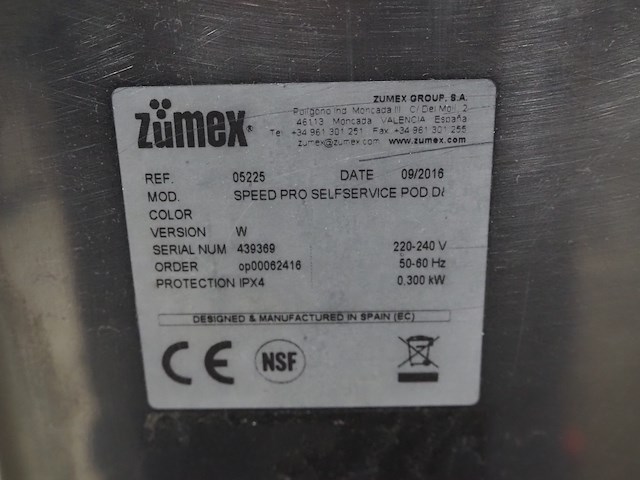 zümex®
ZUMEX GROUP, S.A.
Polígono Ind. Moncada III C/ Del Molí, 2
46113 Moncada VALENCIA España
Tel. +34 961 301 251 Fax +34 961 301 255
zumex@zumex.com www.zumex.com
REF. 05225 DATE 09/2016
MOD. SPEED PRO SELFSERVICE POD
COLOR
VERSION W
SERIAL NUM 439369 220-240 V
ORDER op00062416 50-60 Hz
PROTECTION IPX4 0.300 kW
DESIGNED & MANUFACTURED IN SPAIN (EC)
CE NSF